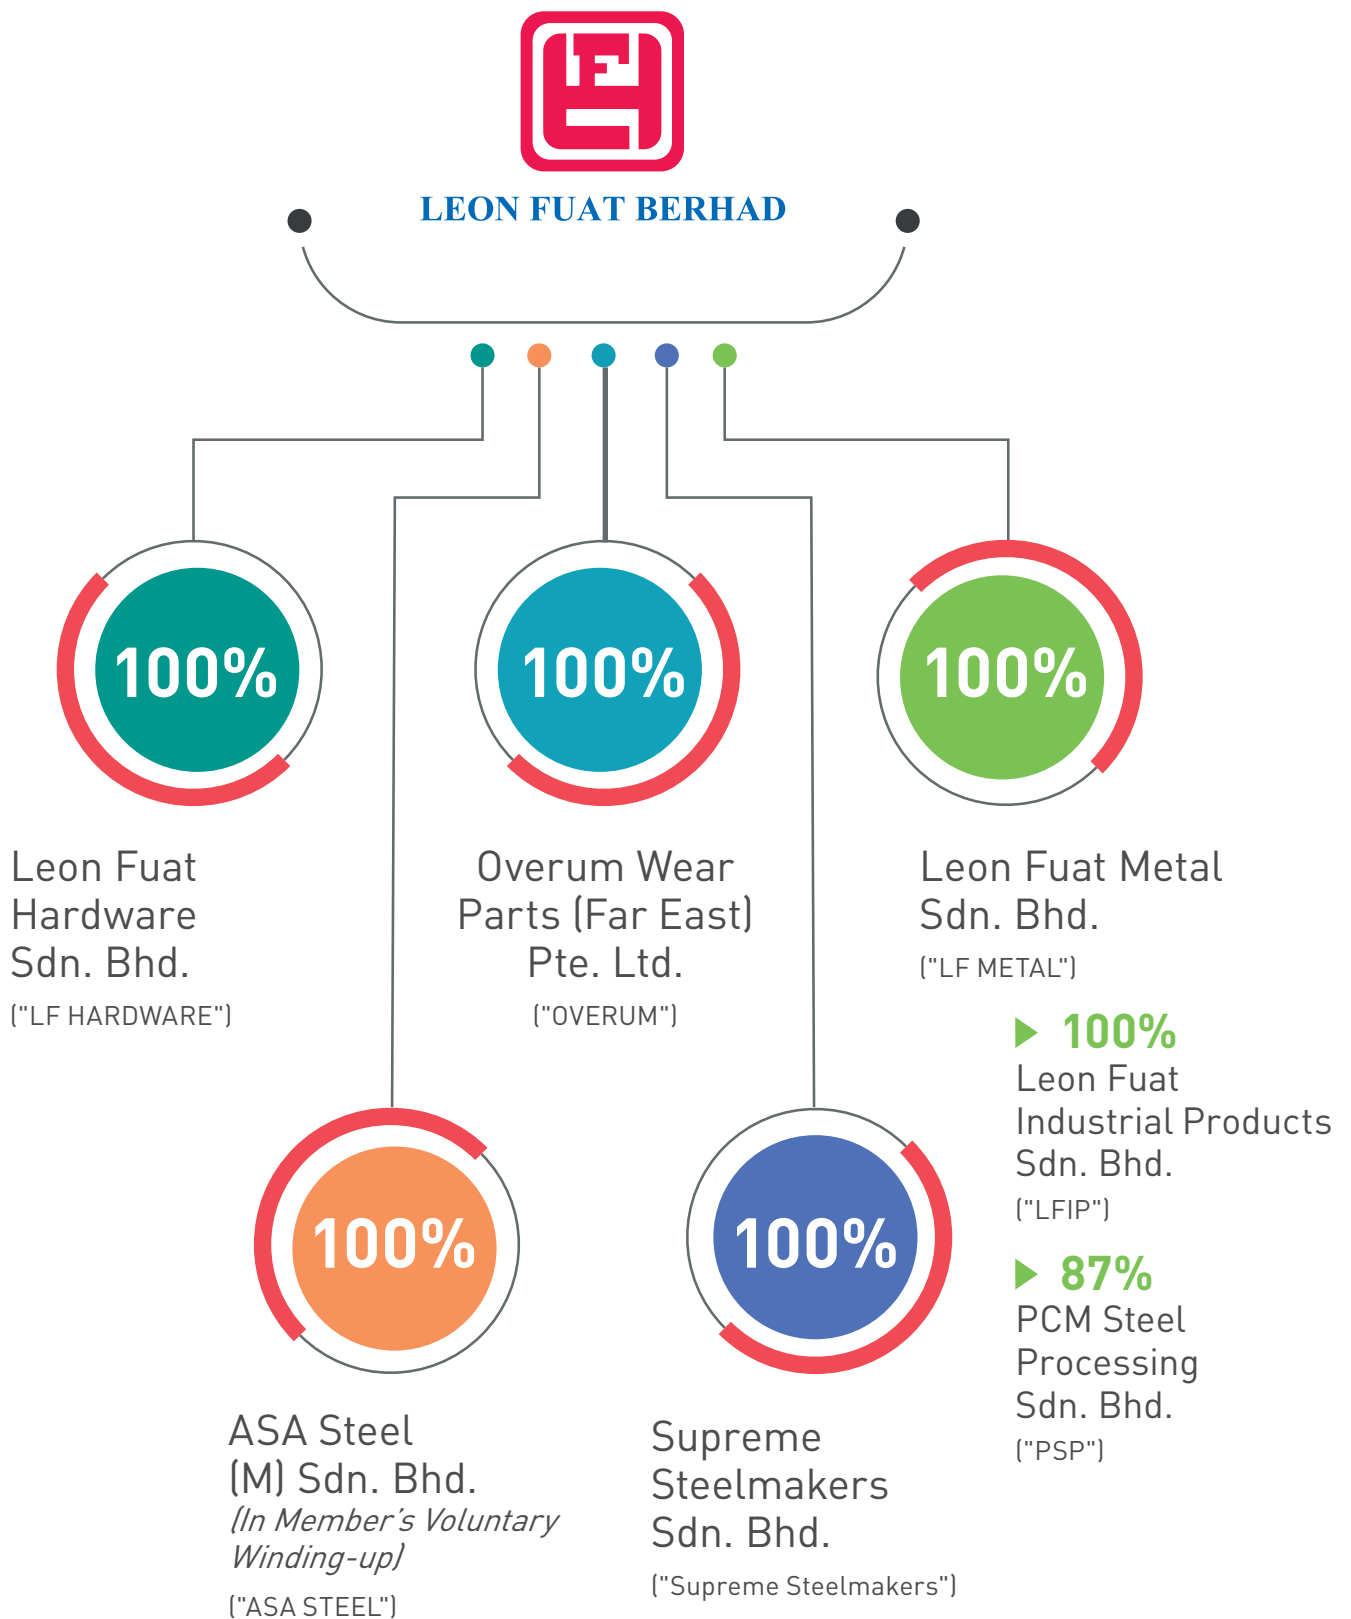 LEON FUAT BERHAD
100%
Leon Fuat
Hardware
Sdn. Bhd.
("LF HARDWARE")
100%
Overum Wear
Parts (Far East)
Pte. Ltd.
("OVERUM")
100%
Leon Fuat Metal
Sdn. Bhd.
("LF METAL")
100%
Leon Fuat
Industrial Products
Sdn. Bhd.
("LFIP")
87%
PCM Steel
Processing
Sdn. Bhd.
("PSP")
100%
ASA Steel
(M) Sdn. Bhd.
(In Member’s Voluntary
Winding-up)
("ASA STEEL")
100%
Supreme
Steelmakers
Sdn. Bhd.
("Supreme Steelmakers")